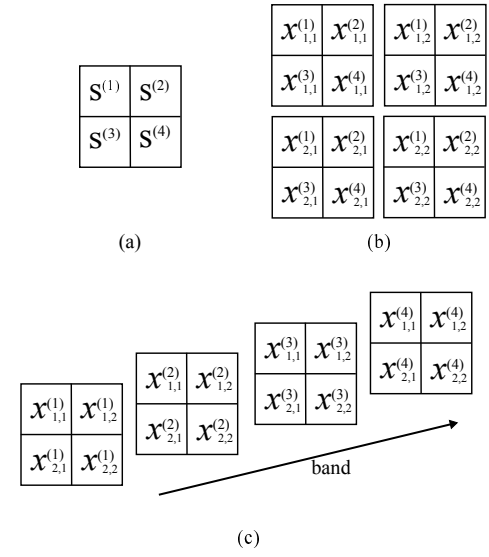 s⁽¹⁾ s⁽²⁾
s⁽³⁾ s⁽⁴⁾
(a)
x⁽¹⁾₁,₁ x⁽²⁾₁,₁ x⁽¹⁾₁,₂ x⁽²⁾₁,₂
x⁽³⁾₁,₁ x⁽⁴⁾₁,₁ x⁽³⁾₁,₂ x⁽⁴⁾₁,₂
x⁽¹⁾₂,₁ x⁽²⁾₂,₁ x⁽¹⁾₂,₂ x⁽²⁾₂,₂
x⁽³⁾₂,₁ x⁽⁴⁾₂,₁ x⁽³⁾₂,₂ x⁽⁴⁾₂,₂
(b)
x⁽¹⁾₁,₁ x⁽¹⁾₁,₂
x⁽¹⁾₂,₁ x⁽¹⁾₂,₂
x⁽²⁾₁,₁ x⁽²⁾₁,₂
x⁽²⁾₂,₁ x⁽²⁾₂,₂
x⁽³⁾₁,₁ x⁽³⁾₁,₂
x⁽³⁾₂,₁ x⁽³⁾₂,₂
x⁽⁴⁾₁,₁ x⁽⁴⁾₁,₂
x⁽⁴⁾₂,₁ x⁽⁴⁾₂,₂
band
(c)